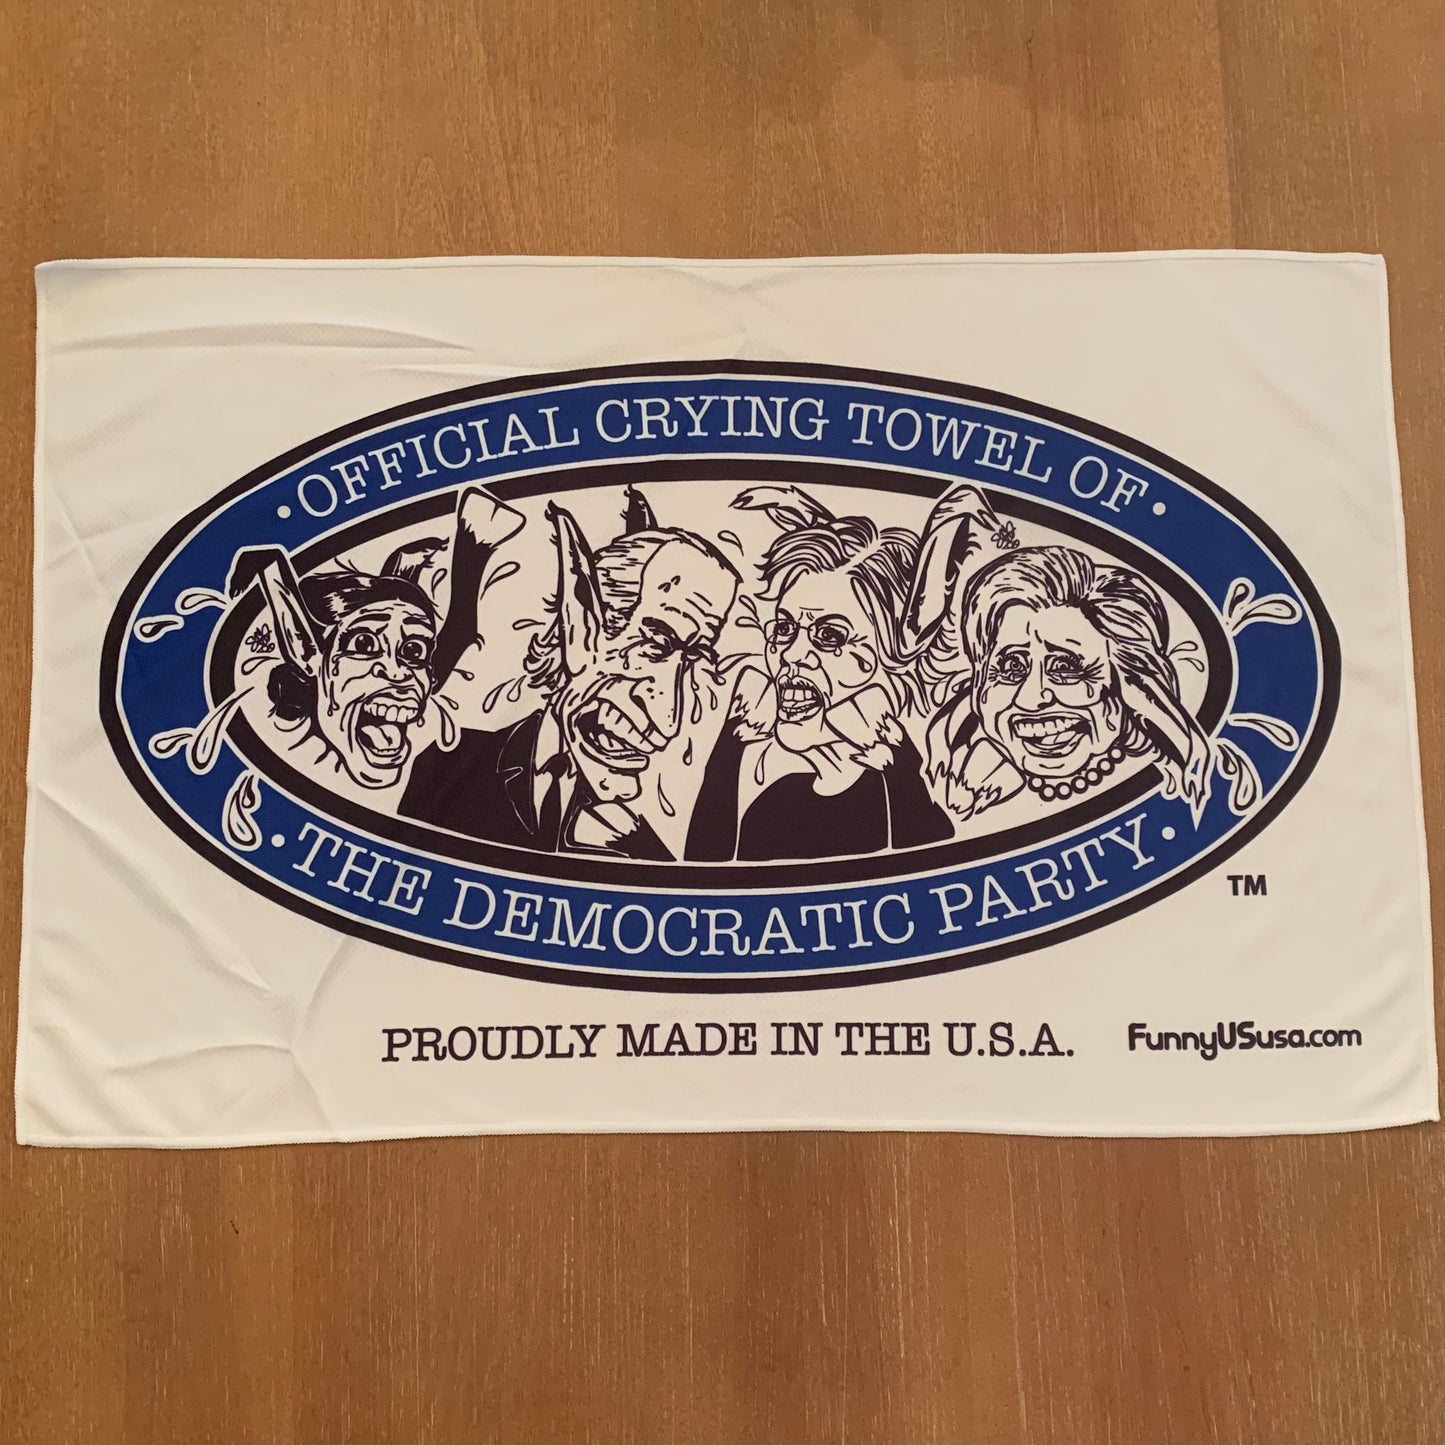 · OFFICIAL CRYING TOWEL OF ·
· THE DEMOCRATIC PARTY ·
TM
PROUDLY MADE IN THE U.S.A.
FunnyUSusa.com